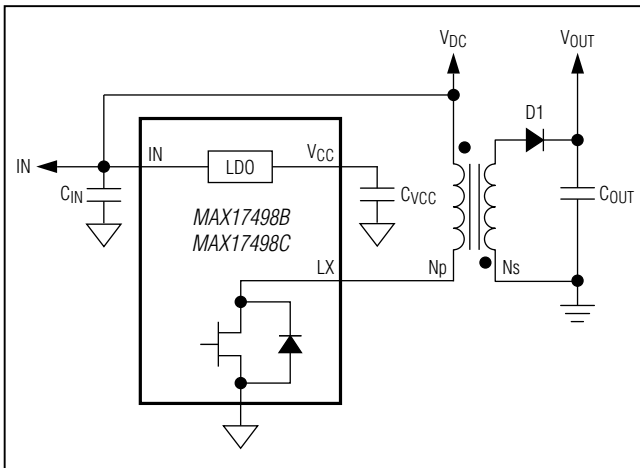 VDC
VOUT
D1
IN
IN
LDO
VCC
CIN
CVCC
COUT
MAX17498B
MAX17498C
LX
Np
Ns